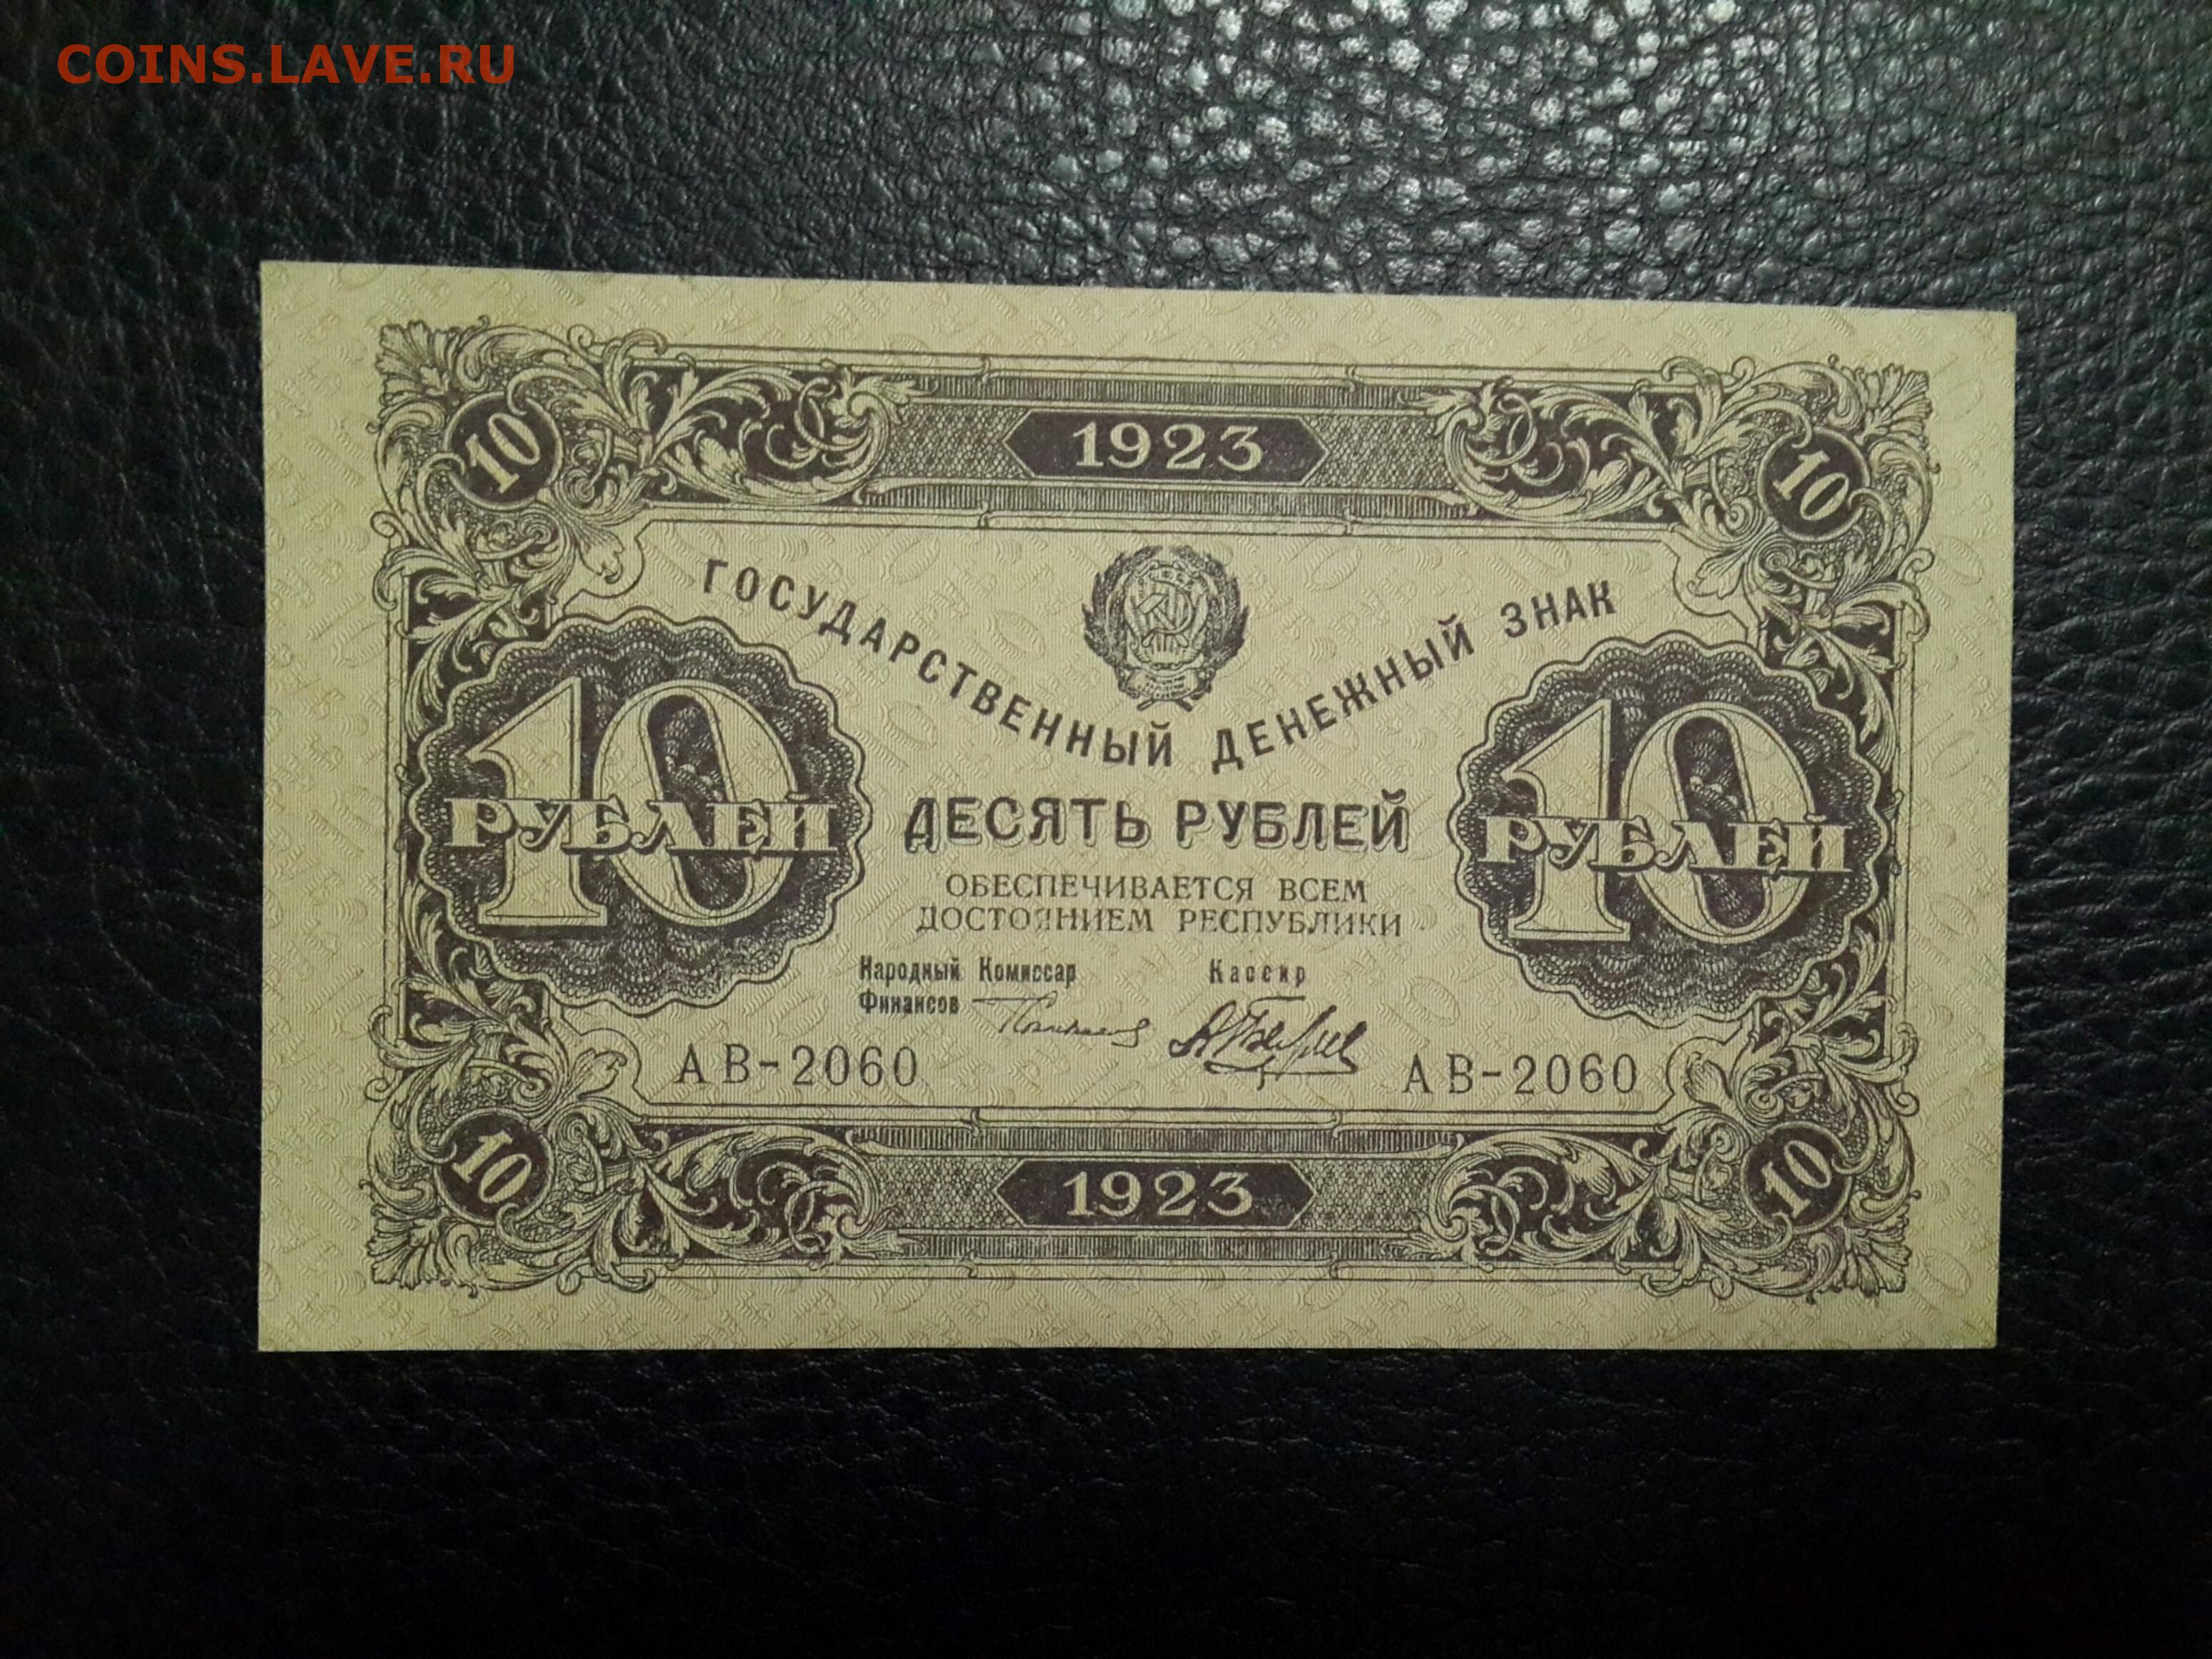 COINS.LAVE.RU
10 1923 10
ГОСУДАРСТВЕННЫЙ ДЕНЕЖНЫЙ ЗНАК
10 РУБЛЕЙ
ДЕСЯТЬ РУБЛЕЙ
10 РУБЛЕЙ
ОБЕСПЕЧИВАЕТСЯ ВСЕМ
ДОСТОЯНИЕМ РЕСПУБЛИКИ
Народный Комиссар
Финансов
Кассир
АВ-2060 АВ-2060
10 1923 10